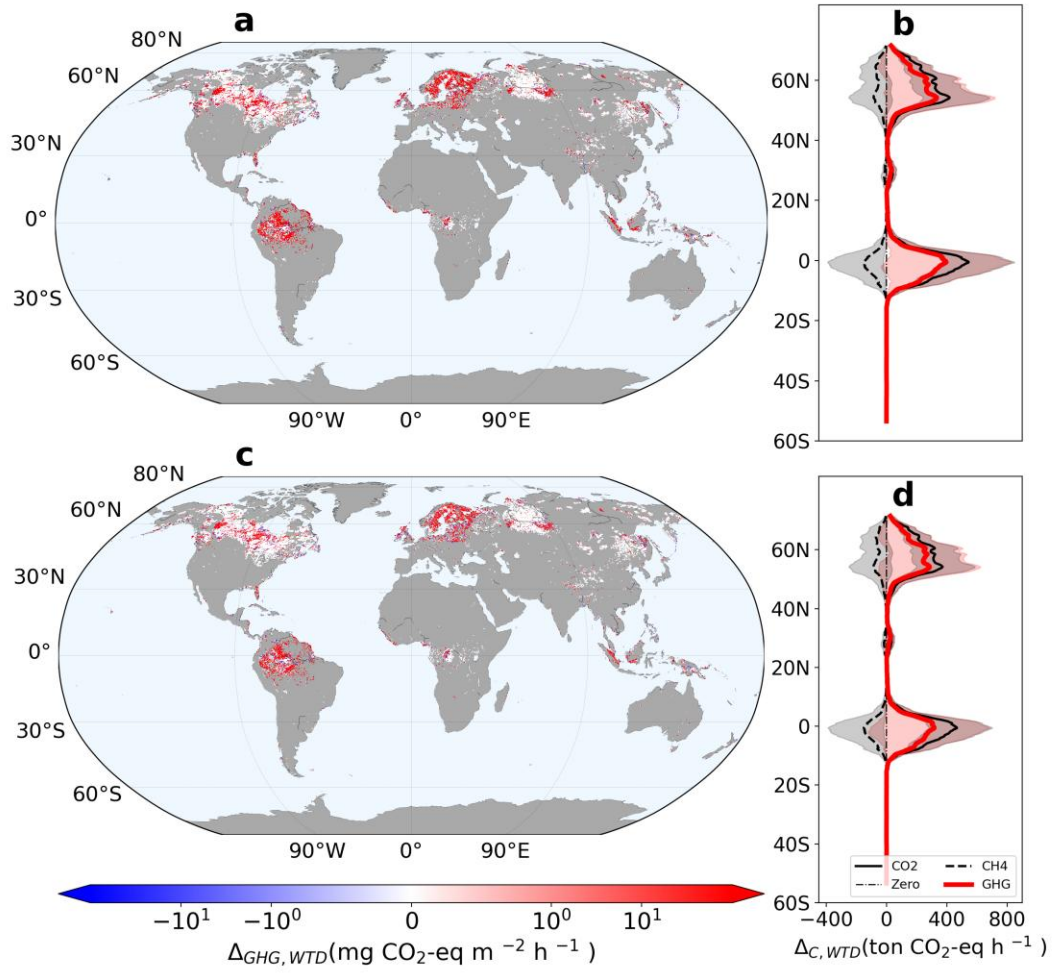 a
80°N
60°N
30°N
0°
30°S
60°S
90°W 0° 90°E
b
60N
40N
20N
0
20S
40S
60S
c
80°N
60°N
30°N
0°
30°S
60°S
90°W 0° 90°E
d
60N
40N
20N
0
20S
40S
60S
CO2 CH4
Zero GHG
−10¹ −10⁰ 0 10⁰ 10¹
Δ_GHG,WTD(mg CO₂-eq m ⁻² h ⁻¹ )
−400 0 400 800
Δ_C,WTD(ton CO₂-eq h ⁻¹ )